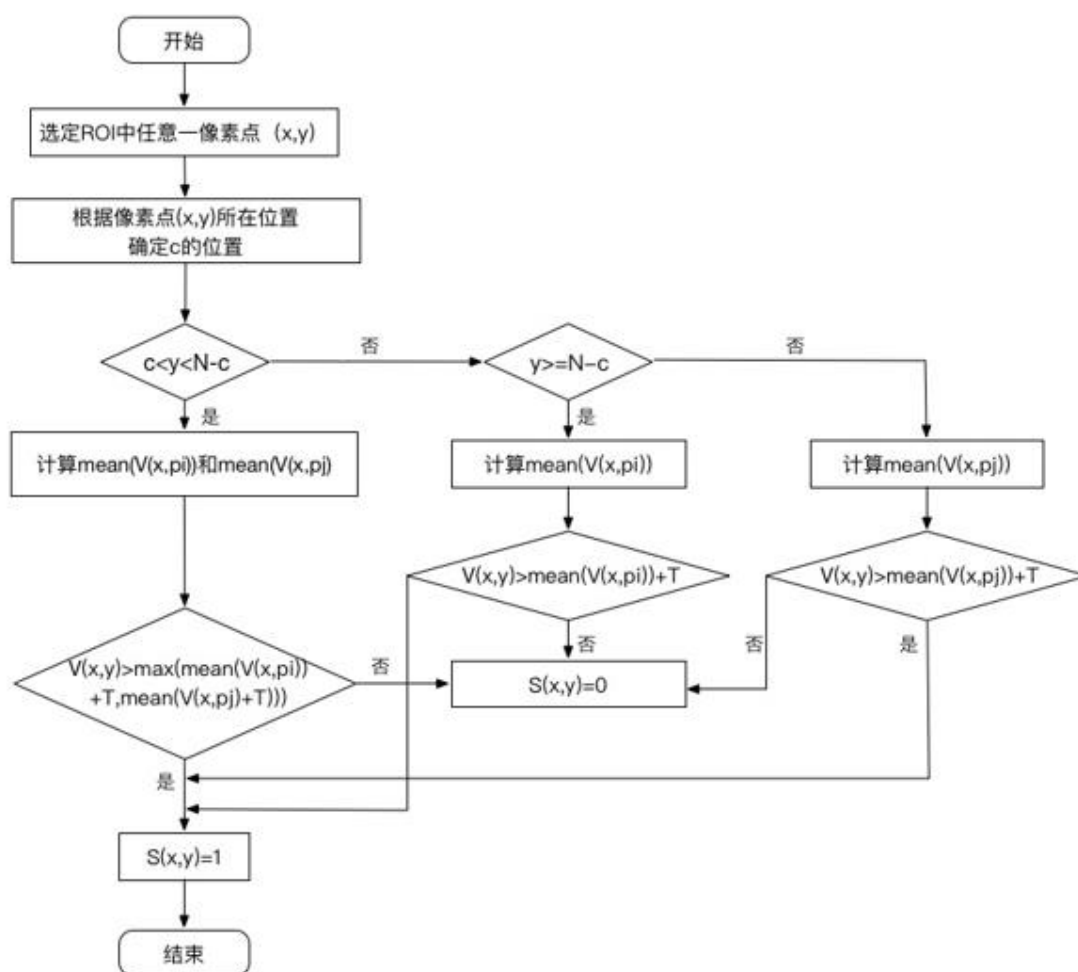 开始
选定ROI中任意一像素点（x,y）
根据像素点(x,y)所在位置
确定c的位置
c<y<N-c
否
y>=N-c
否
是
是
计算mean(V(x,pi))和mean(V(x,pj)
计算mean(V(x,pi))
计算mean(V(x,pj))
V(x,y)>mean(V(x,pi))+T
V(x,y)>mean(V(x,pj))+T
否
否
是
V(x,y)>max(mean(V(x,pi))
+T,mean(V(x,pj)+T)))
否
S(x,y)=0
是
S(x,y)=1
结束